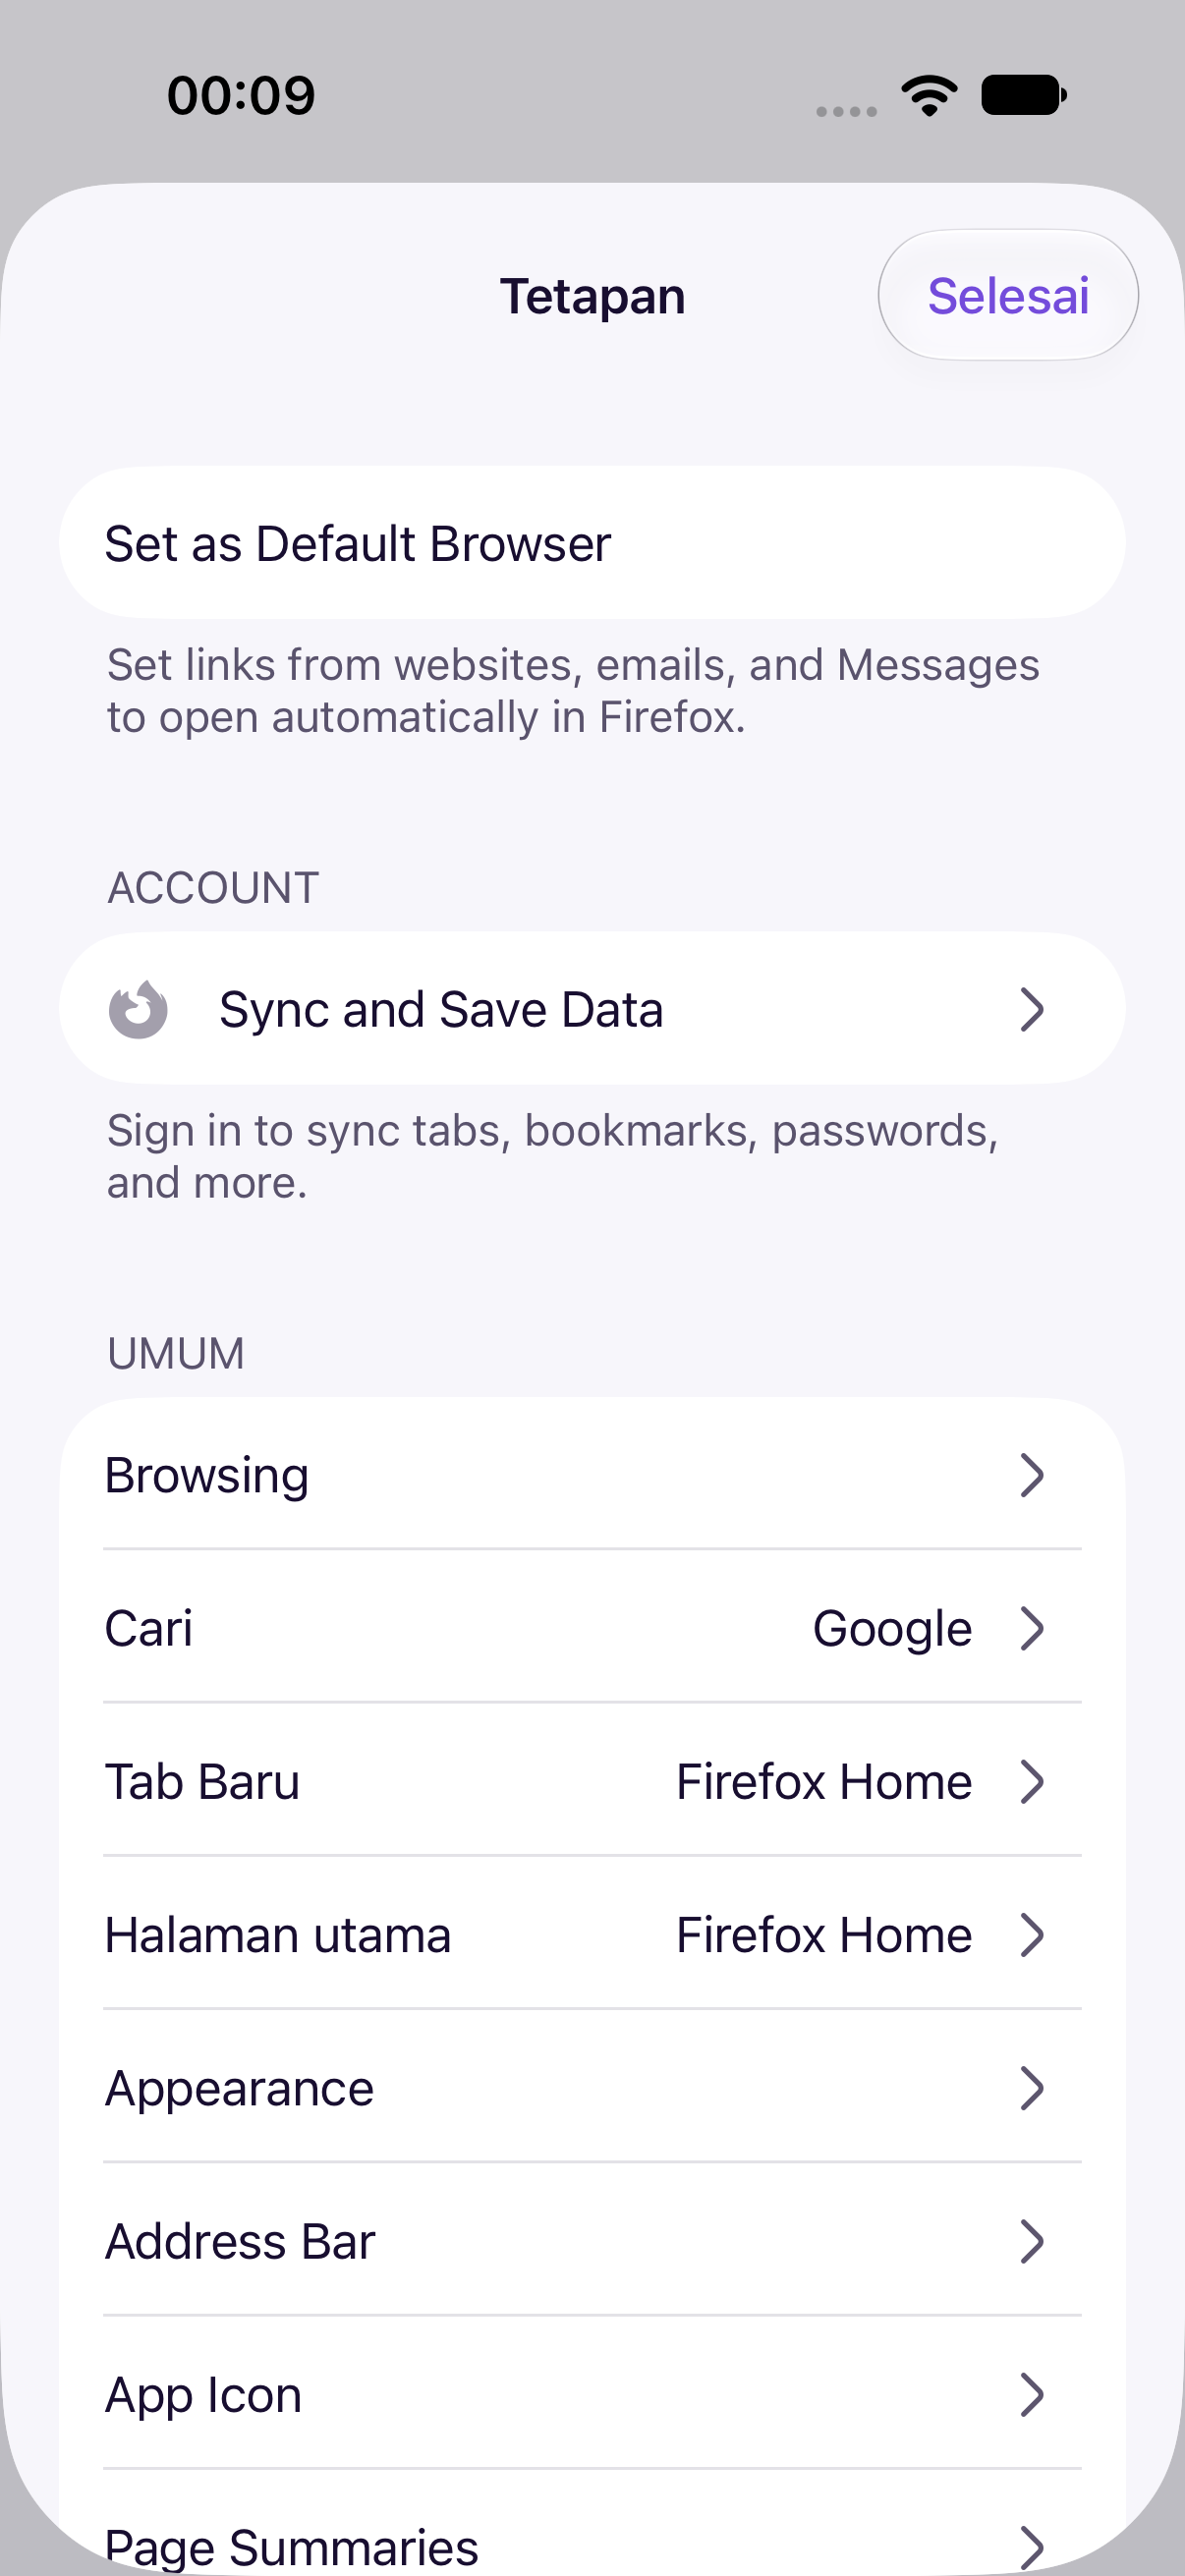 00:09
Tetapan
Selesai
Set as Default Browser
Set links from websites, emails, and Messages
to open automatically in Firefox.
ACCOUNT
Sync and Save Data
Sign in to sync tabs, bookmarks, passwords,
and more.
UMUM
Browsing
Cari
Google
Tab Baru
Firefox Home
Halaman utama
Firefox Home
Appearance
Address Bar
App Icon
Page Summaries